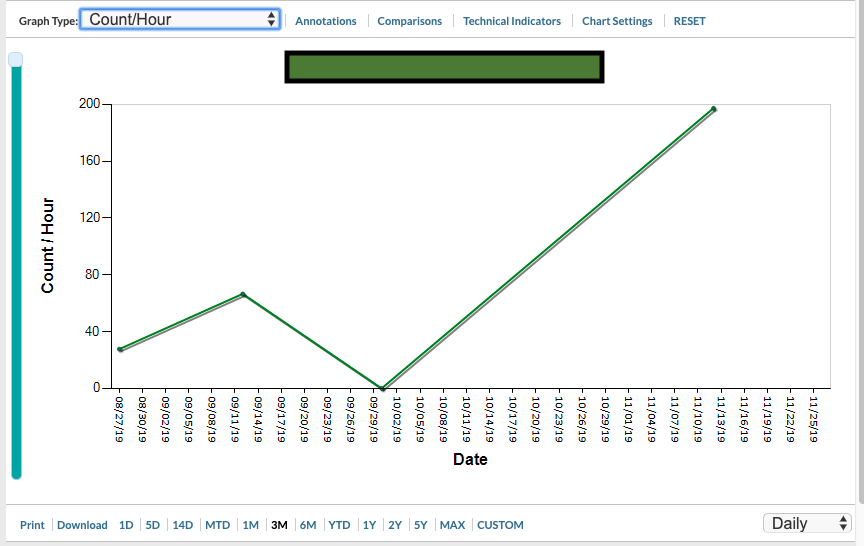 Graph Type: Count/Hour Annotations Comparisons Technical Indicators Chart Settings RESET
200
160
120
80
40
0
Count / Hour
08/27/19 08/30/19 09/02/19 09/05/19 09/08/19 09/11/19 09/14/19 09/17/19 09/20/19 09/23/19 09/26/19 09/29/19 10/02/19 10/05/19 10/08/19 10/11/19 10/14/19 10/17/19 10/20/19 10/23/19 10/26/19 10/29/19 11/01/19 11/04/19 11/07/19 11/10/19 11/13/19 11/16/19 11/19/19 11/22/19 11/25/19
Date
Print Download 1D 5D 14D MTD 1M 3M 6M YTD 1Y 2Y 5Y MAX CUSTOM Daily